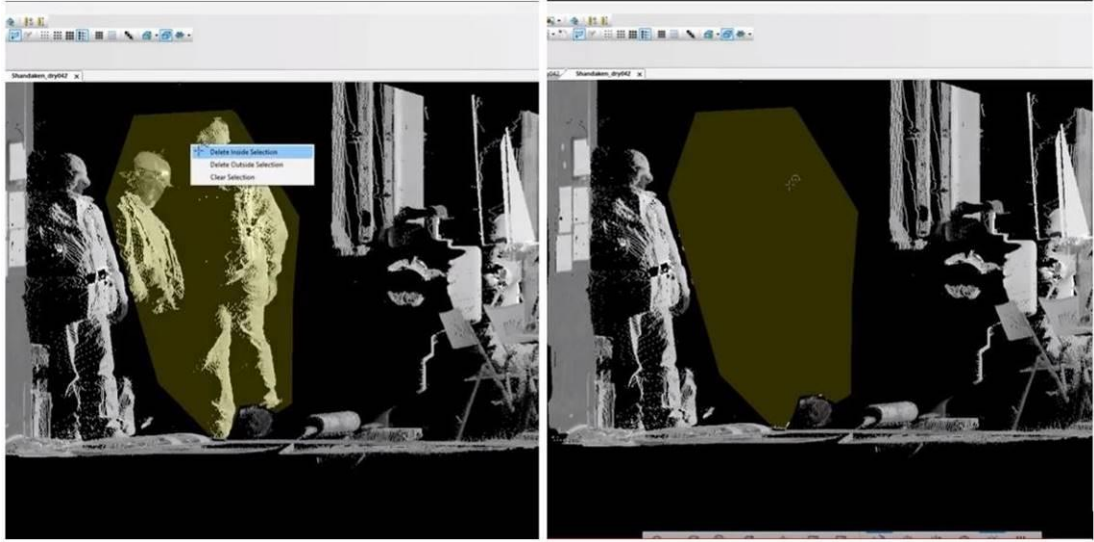 Shandaken_dry042 x
Delete Inside Selection
Delete Outside Selection
Clear Selection
Shandaken_dry042 x